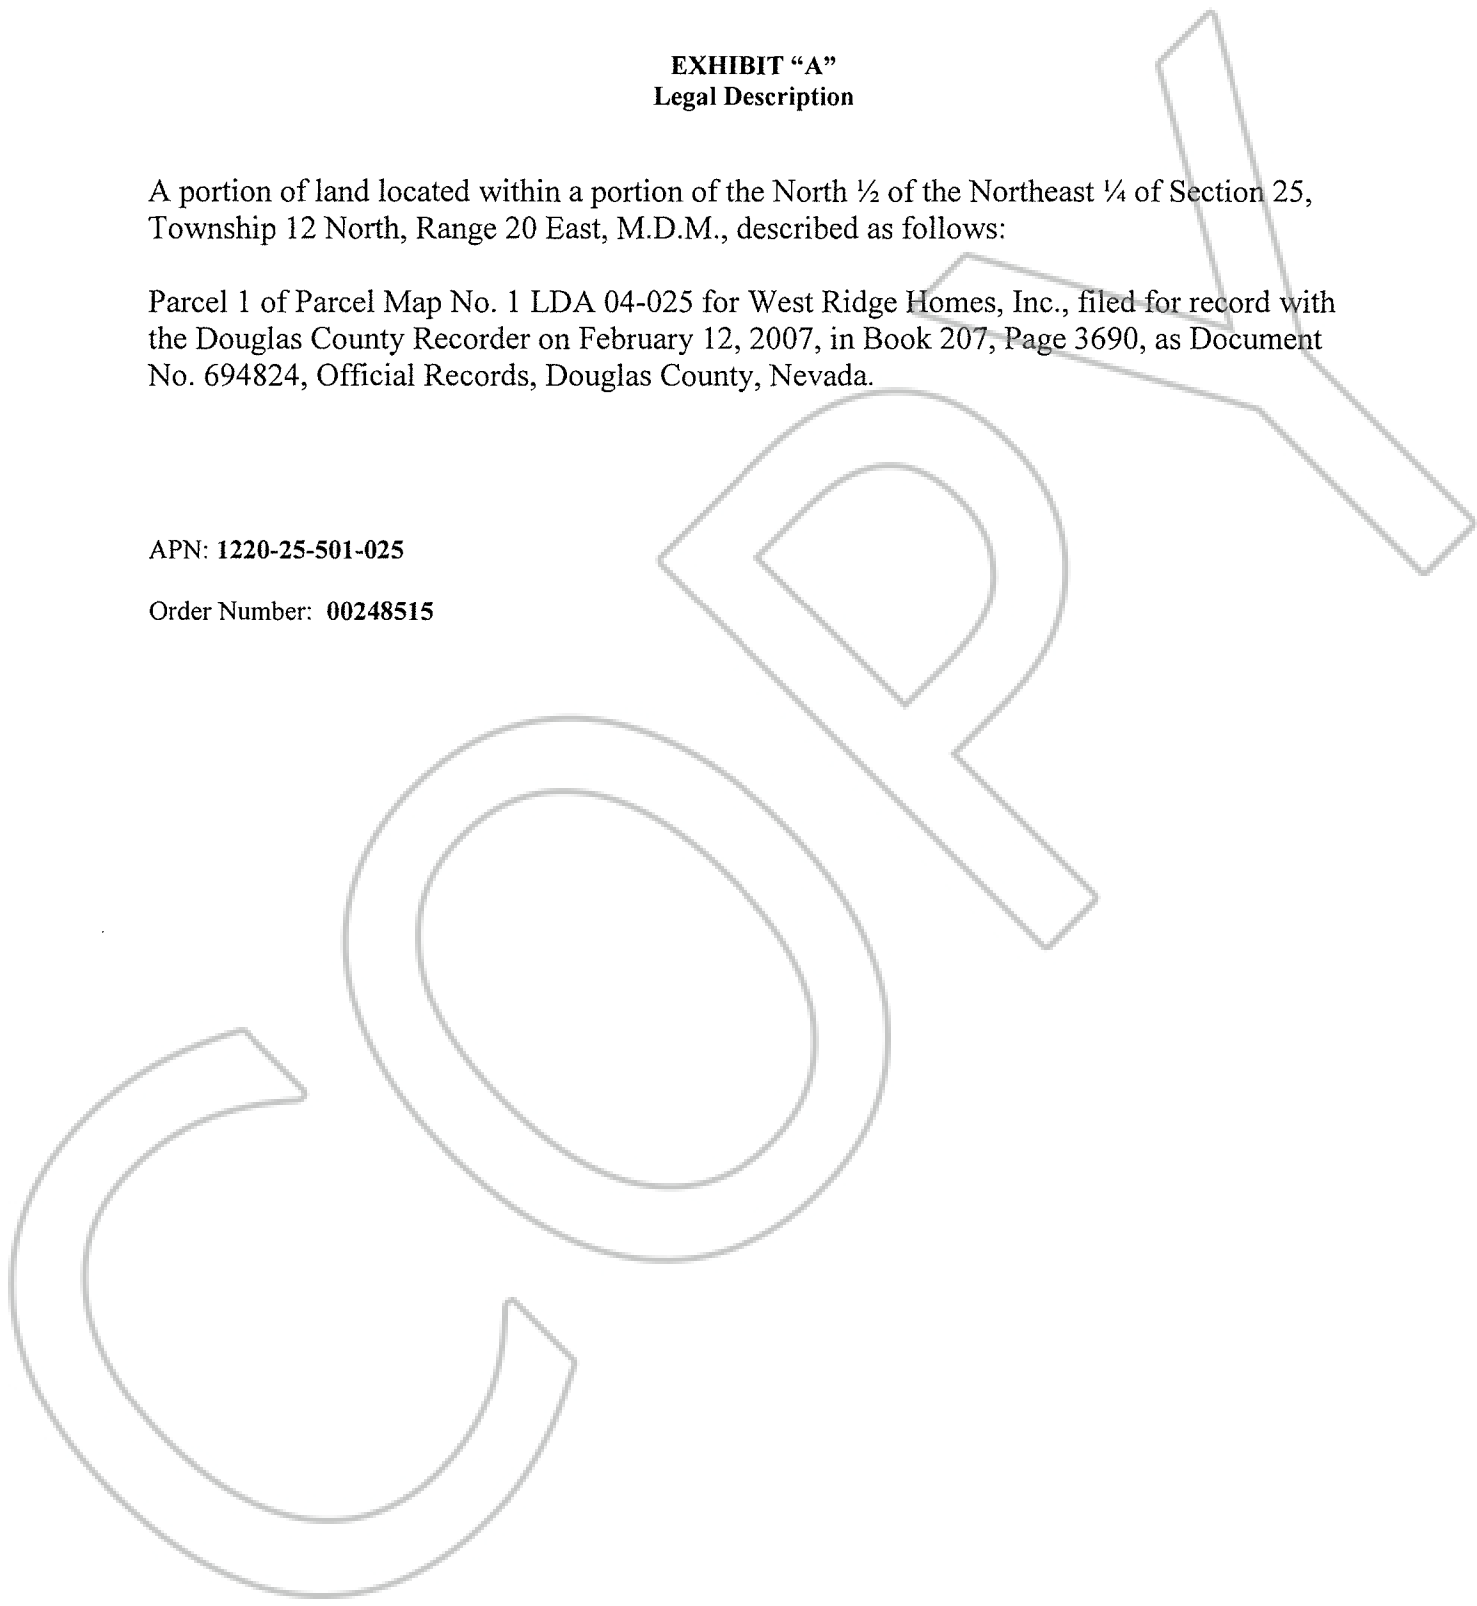 EXHIBIT “A”
Legal Description
A portion of land located within a portion of the North ½ of the Northeast ¼ of Section 25,
Township 12 North, Range 20 East, M.D.M., described as follows:
Parcel 1 of Parcel Map No. 1 LDA 04-025 for West Ridge Homes, Inc., filed for record with
the Douglas County Recorder on February 12, 2007, in Book 207, Page 3690, as Document
No. 694824, Official Records, Douglas County, Nevada.
APN: 1220-25-501-025
Order Number: 00248515
COPY